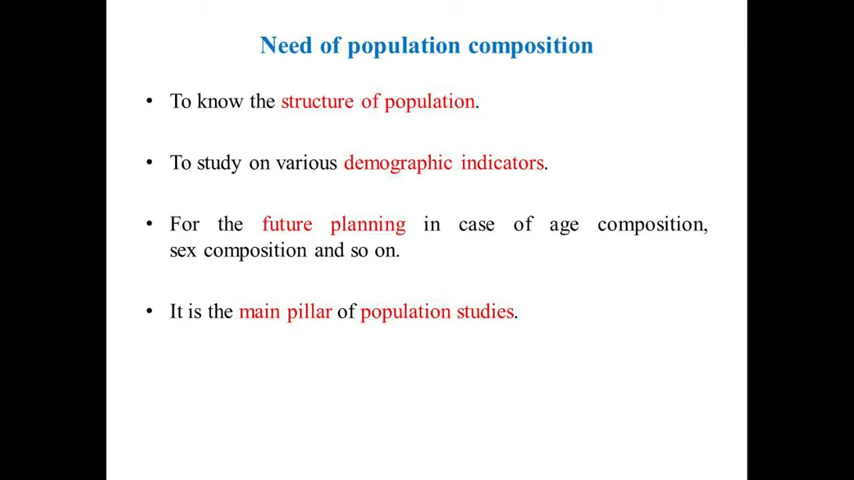 Need of population composition
• To know the structure of population.
• To study on various demographic indicators.
• For the future planning in case of age composition,
sex composition and so on.
• It is the main pillar of population studies.